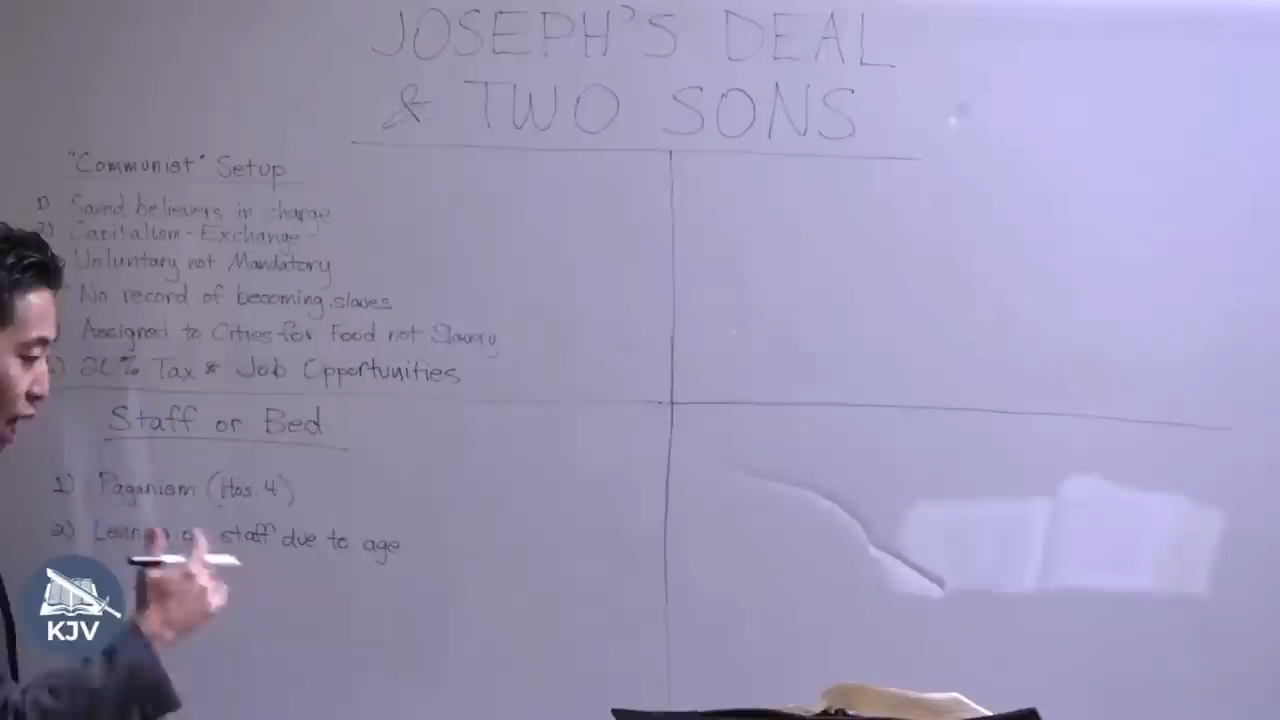 JOSEPH'S DEAL
& TWO SONS
"Communist" Setup
1) Saved believers in charge
2) Capitalism - Exchange -
Voluntary not Mandatory
No record of becoming slaves
Assigned to Cities for Food not Slavery
20% Tax & Job Opportunities
Staff or Bed
1) Paganism (Hos. 4)
2) staff due to age
KJV